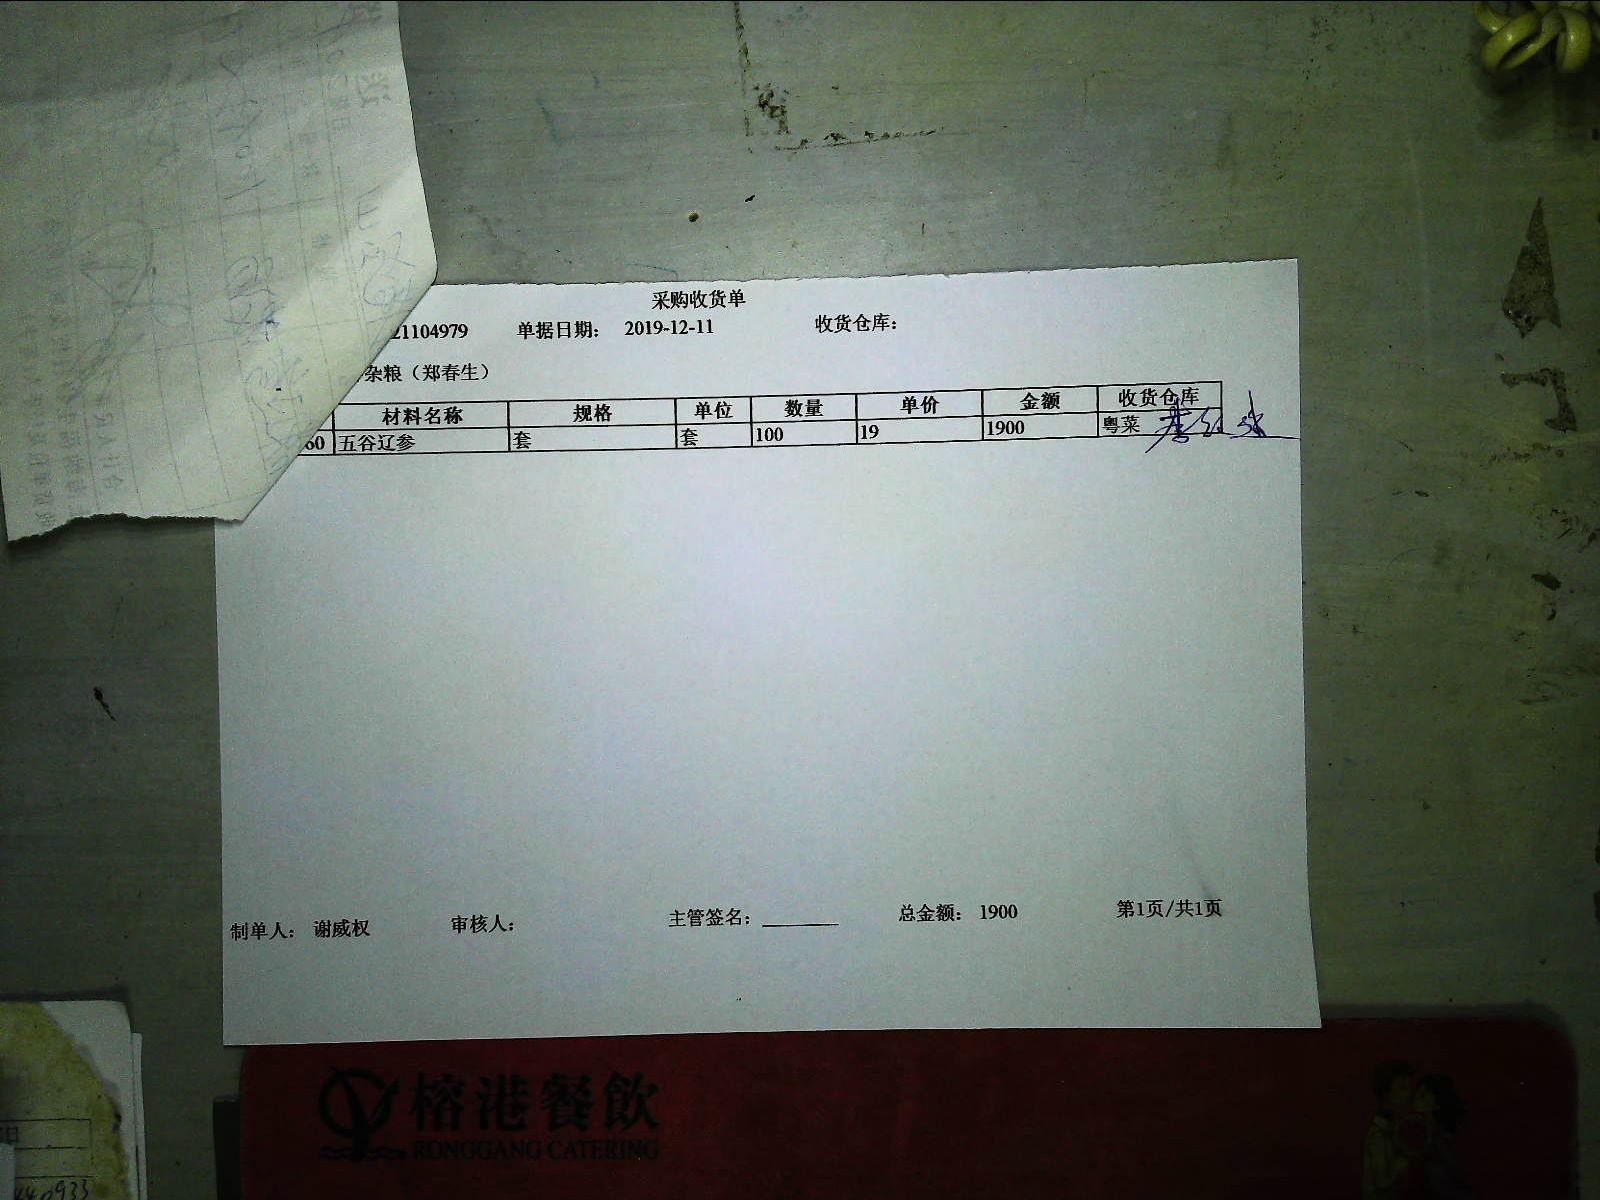 采购收货单
21104979 单据日期： 2019-12-11 收货仓库：
杂粮（郑春生）
材料名称 规格 单位 数量 单价 金额 收货仓库
60 五谷辽参 套 套 100 19 1900 粤菜
制单人： 谢威权 审核人： 主管签名： 总金额： 1900 第1页/共1页
榕港餐飲
RONGGANG CATERING